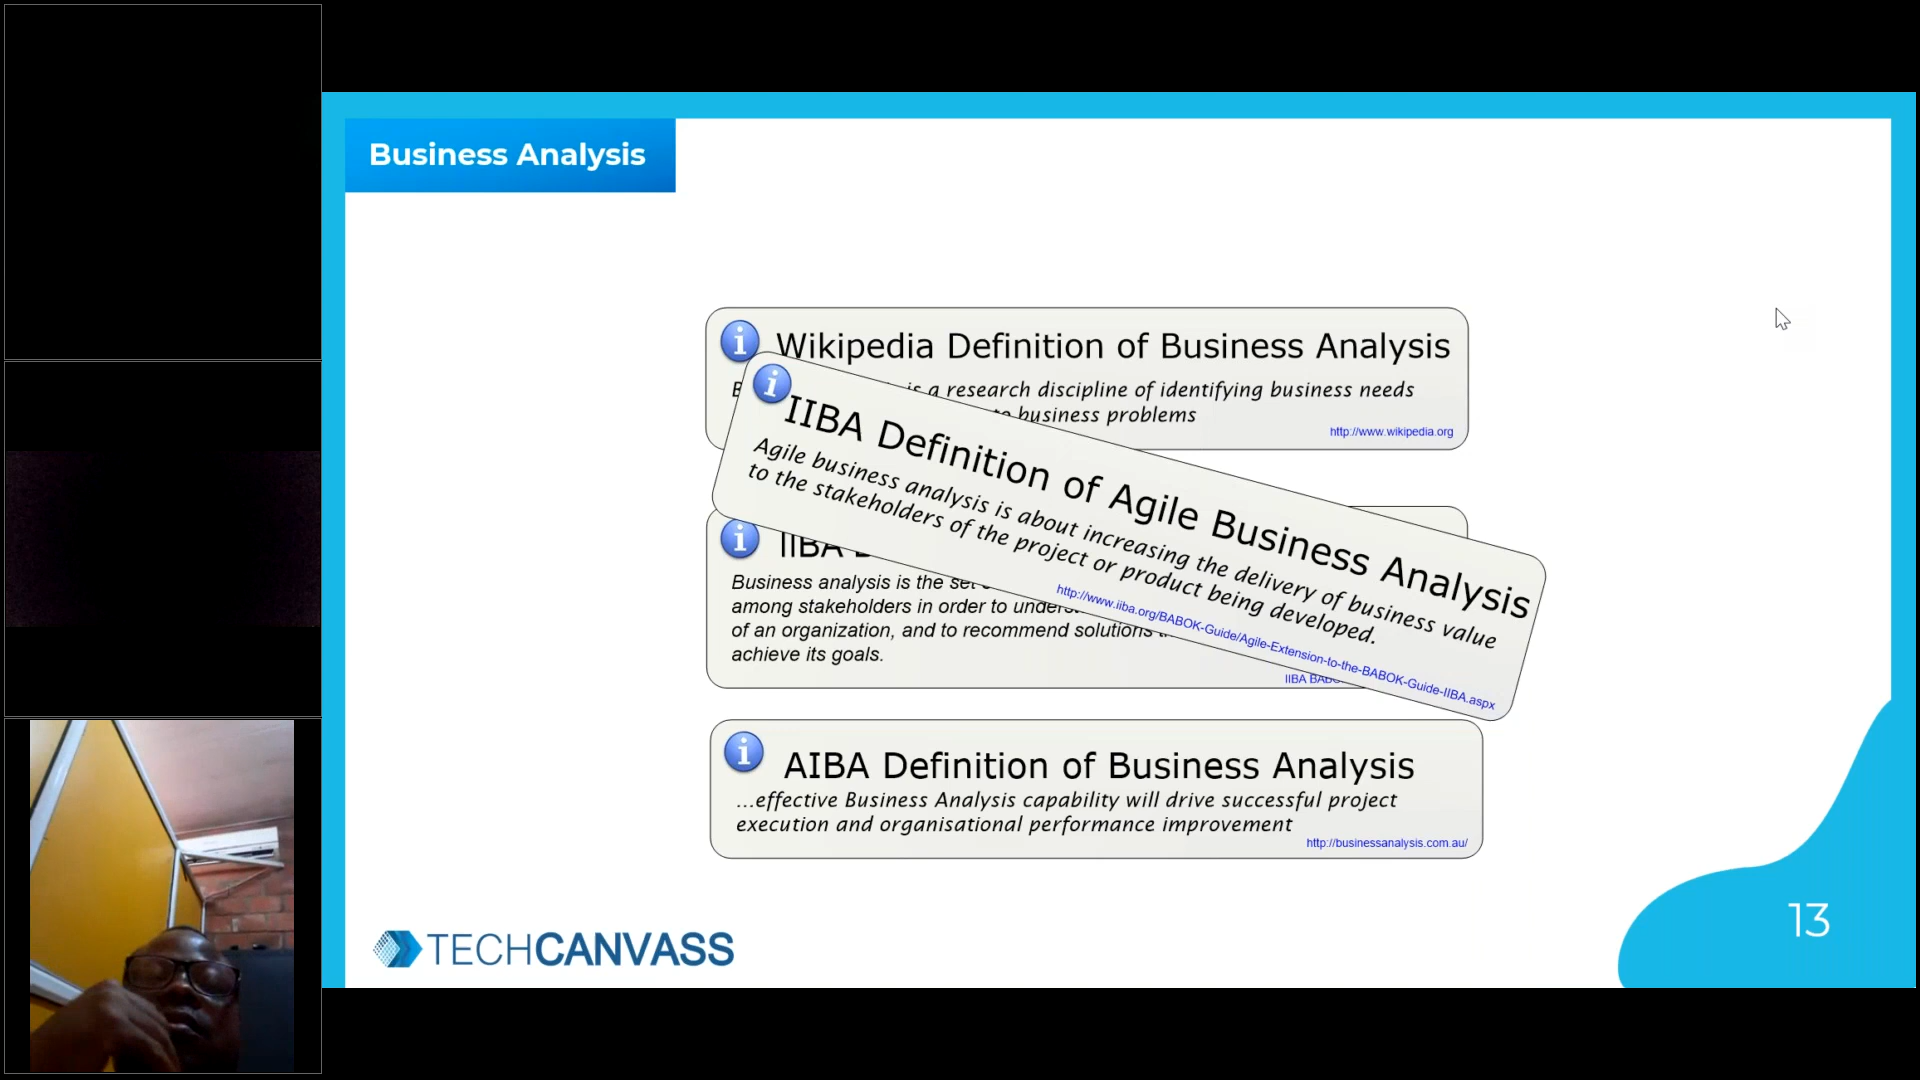 Business Analysis
Wikipedia Definition of Business Analysis
is a research discipline of identifying business needs
to business problems
http://www.wikipedia.org
IIBA Definition of Agile Business Analysis
Agile business analysis is about increasing the delivery of business value
to the stakeholders of the project or product being developed.
http://www.iiba.org/BABOK-Guide/Agile-Extension-to-the-BABOK-Guide-IIBA.aspx
IIBA
Business analysis is the set
among stakeholders in order to
of an organization, and to recommend solutions
achieve its goals.
IIBA
AIBA Definition of Business Analysis
...effective Business Analysis capability will drive successful project
execution and organisational performance improvement
http://businessanalysis.com.au/
TECHCANVASS
13